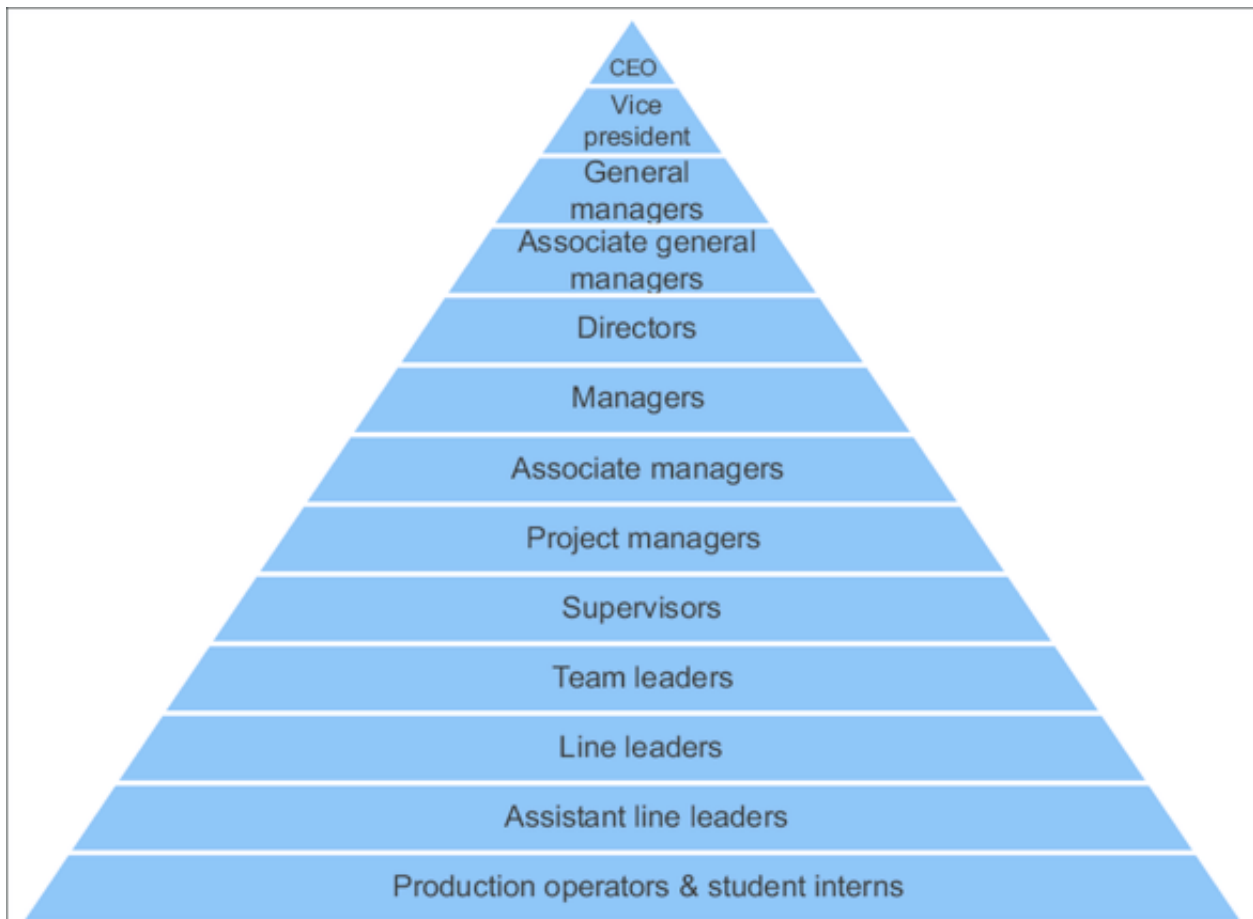 CEO
Vice
president
General
managers
Associate general
managers
Directors
Managers
Associate managers
Project managers
Supervisors
Team leaders
Line leaders
Assistant line leaders
Production operators & student interns